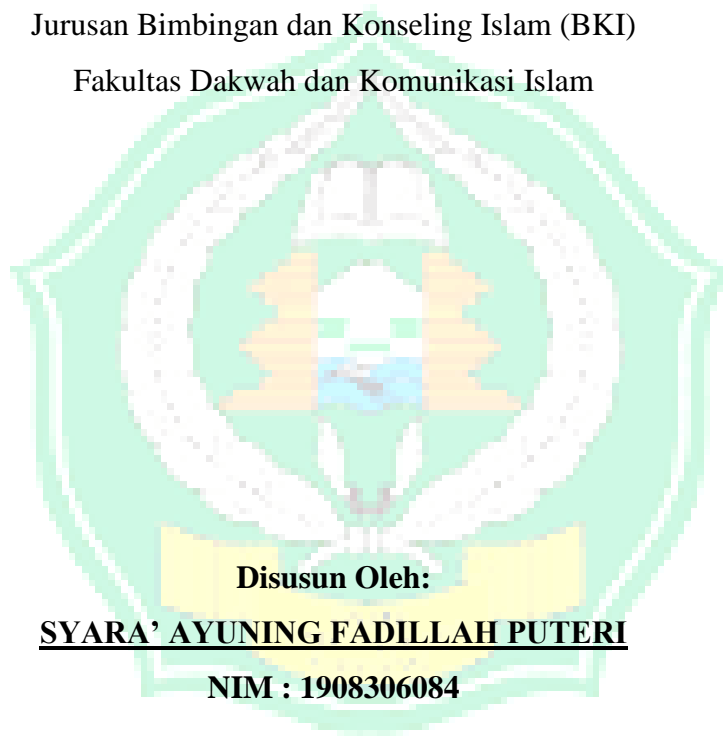 Jurusan Bimbingan dan Konseling Islam (BKI)
Fakultas Dakwah dan Komunikasi Islam
Disusun Oleh:
SYARA’ AYUNING FADILLAH PUTERI
NIM : 1908306084